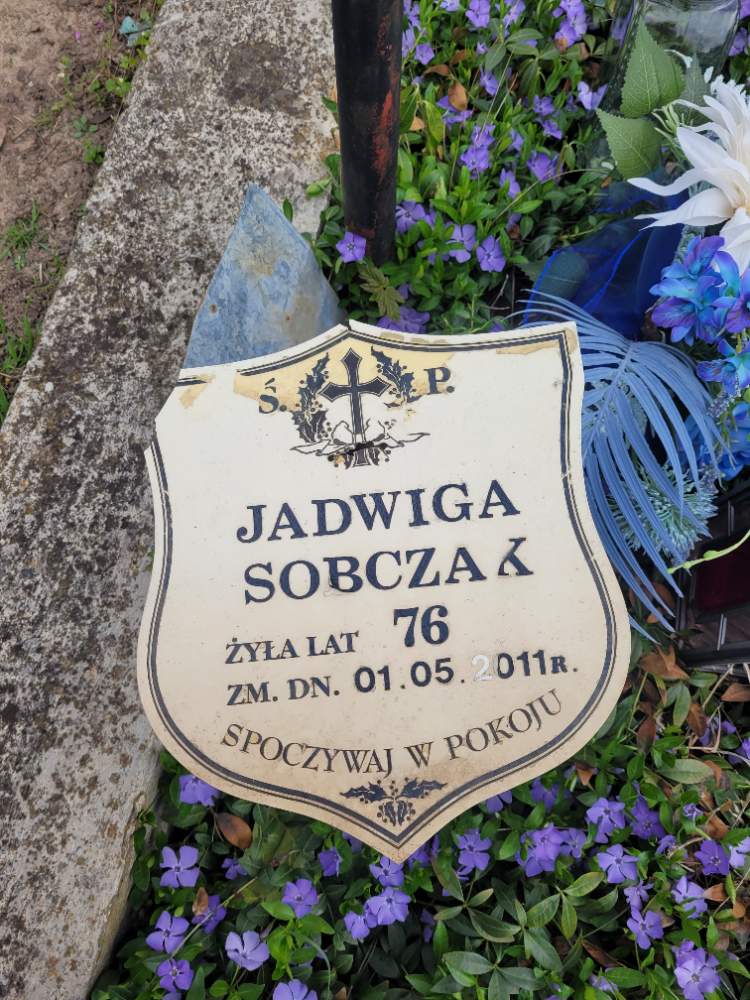 Ś. P.
JADWIGA
SOBCZAK
ŻYŁA LAT 76
ZM. DN. 01.05.2011R.
SPOCZYWAJ W POKOJU